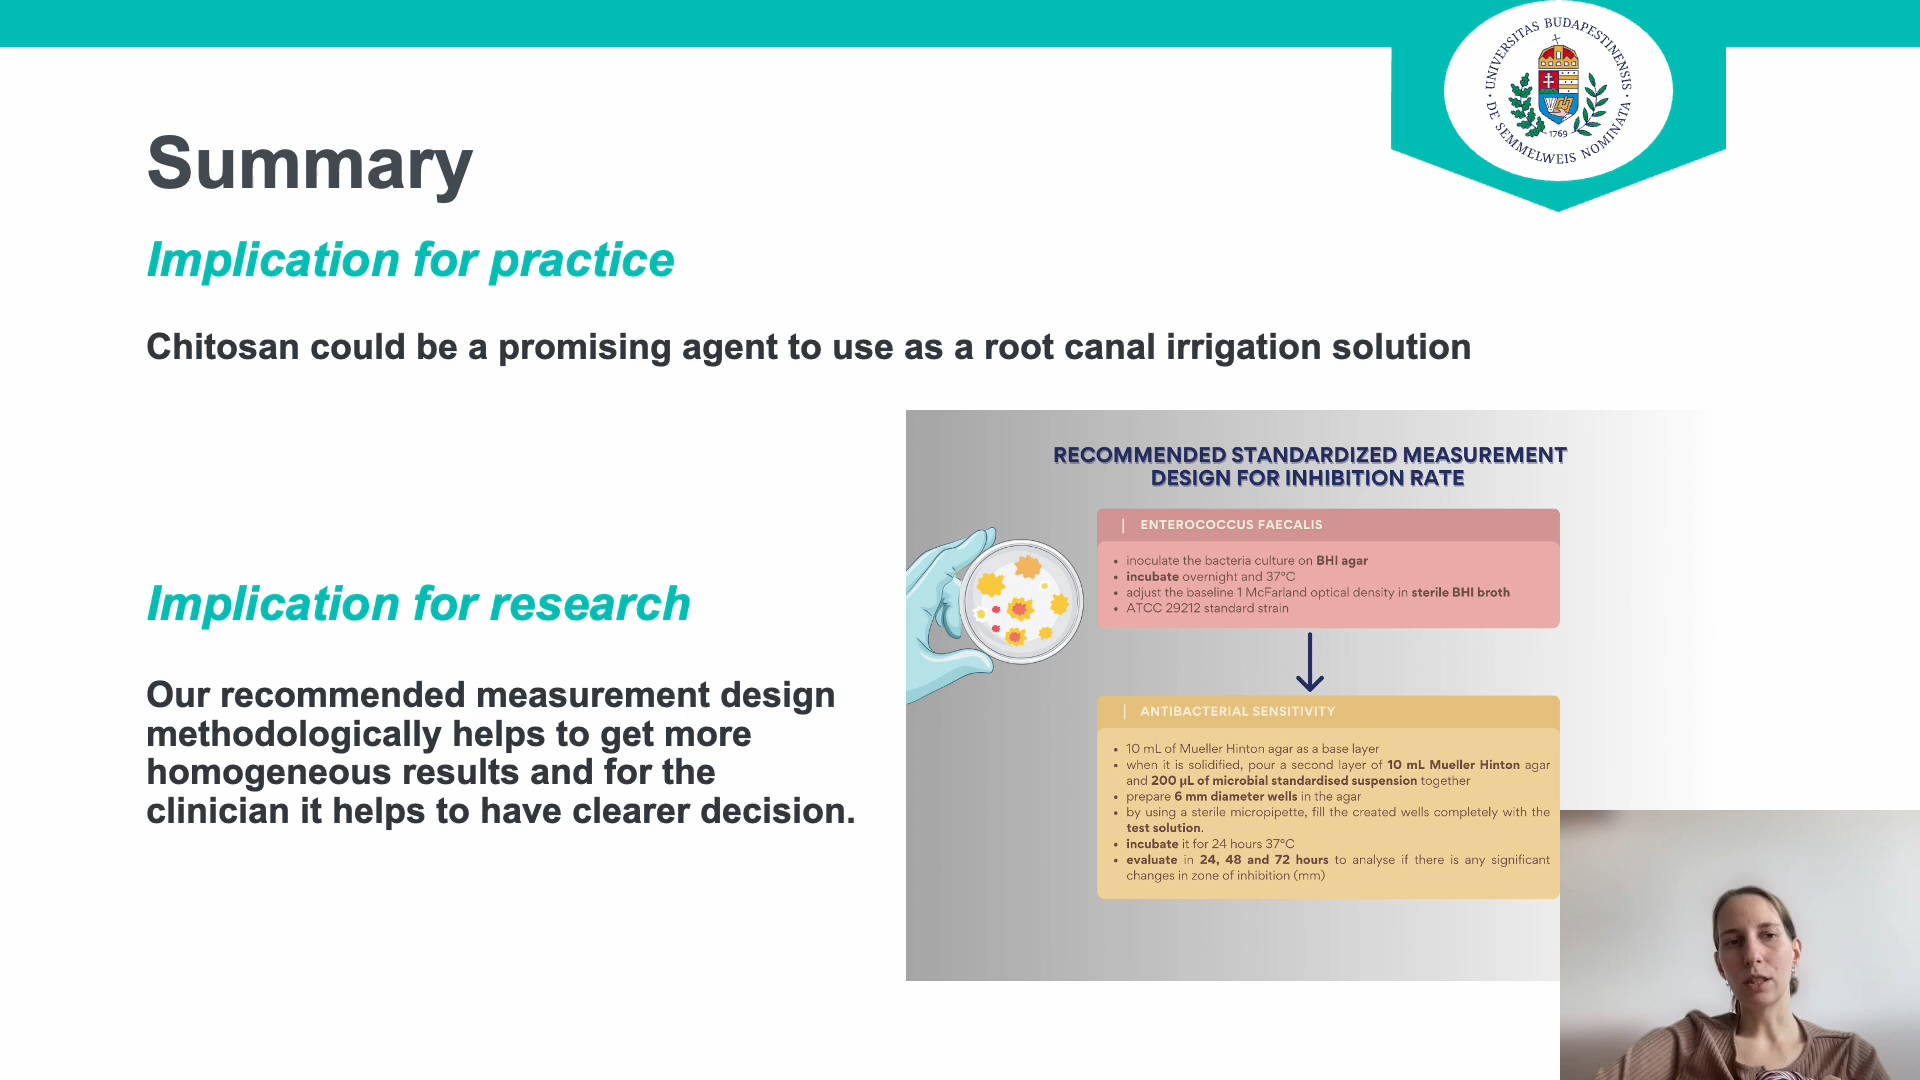 · UNIVERSITAS BUDAPESTINENSIS ·
DE SEMMELWEIS NOMINATA
1769
Summary
Implication for practice
Chitosan could be a promising agent to use as a root canal irrigation solution
RECOMMENDED STANDARDIZED MEASUREMENT
DESIGN FOR INHIBITION RATE
| ENTEROCOCCUS FAECALIS
• inoculate the bacteria culture on BHI agar
• incubate overnight and 37°C
• adjust the baseline 1 McFarland optical density in sterile BHI broth
• ATCC 29212 standard strain
| ANTIBACTERIAL SENSITIVITY
• 10 mL of Mueller Hinton agar as a base layer
• when it is solidified, pour a second layer of 10 mL Mueller Hinton agar
and 200 µL of microbial standardised suspension together
• prepare 6 mm diameter wells in the agar
• by using a sterile micropipette, fill the created wells completely with the
test solution.
• incubate it for 24 hours 37°C
• evaluate in 24, 48 and 72 hours to analyse if there is any significant
changes in zone of inhibition (mm)
Implication for research
Our recommended measurement design
methodologically helps to get more
homogeneous results and for the
clinician it helps to have clearer decision.